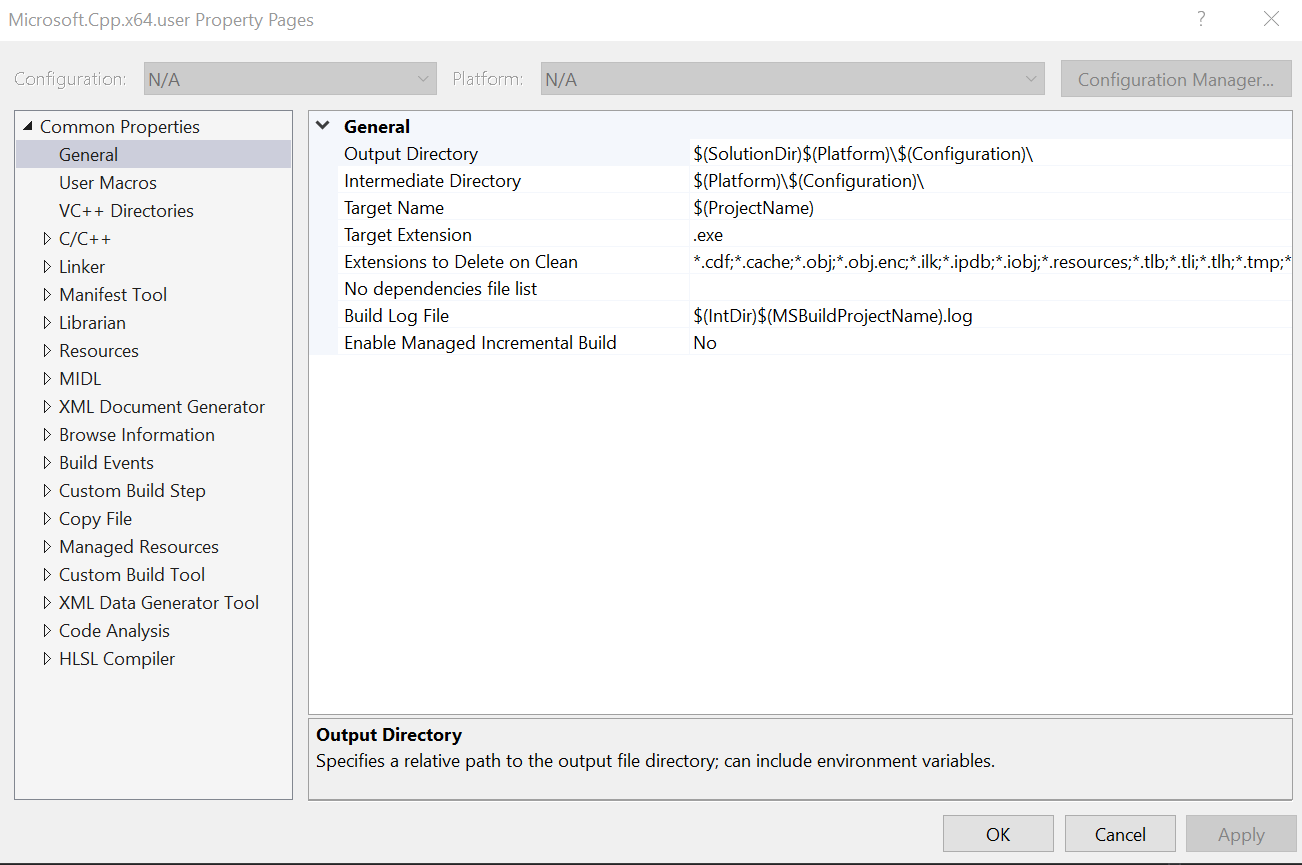 Microsoft.Cpp.x64.user Property Pages ?
Configuration: N/A Platform: N/A Configuration Manager...
Common Properties
General
User Macros
VC++ Directories
C/C++
Linker
Manifest Tool
Librarian
Resources
MIDL
XML Document Generator
Browse Information
Build Events
Custom Build Step
Copy File
Managed Resources
Custom Build Tool
XML Data Generator Tool
Code Analysis
HLSL Compiler
General
Output Directory $(SolutionDir)$(Platform)\$(Configuration)\
Intermediate Directory $(Platform)\$(Configuration)\
Target Name $(ProjectName)
Target Extension .exe
Extensions to Delete on Clean *.cdf;*.cache;*.obj;*.obj.enc;*.ilk;*.ipdb;*.iobj;*.resources;*.tlb;*.tli;*.tlh;*.tmp;*
No dependencies file list
Build Log File $(IntDir)$(MSBuildProjectName).log
Enable Managed Incremental Build No
Output Directory
Specifies a relative path to the output file directory; can include environment variables.
OK Cancel Apply